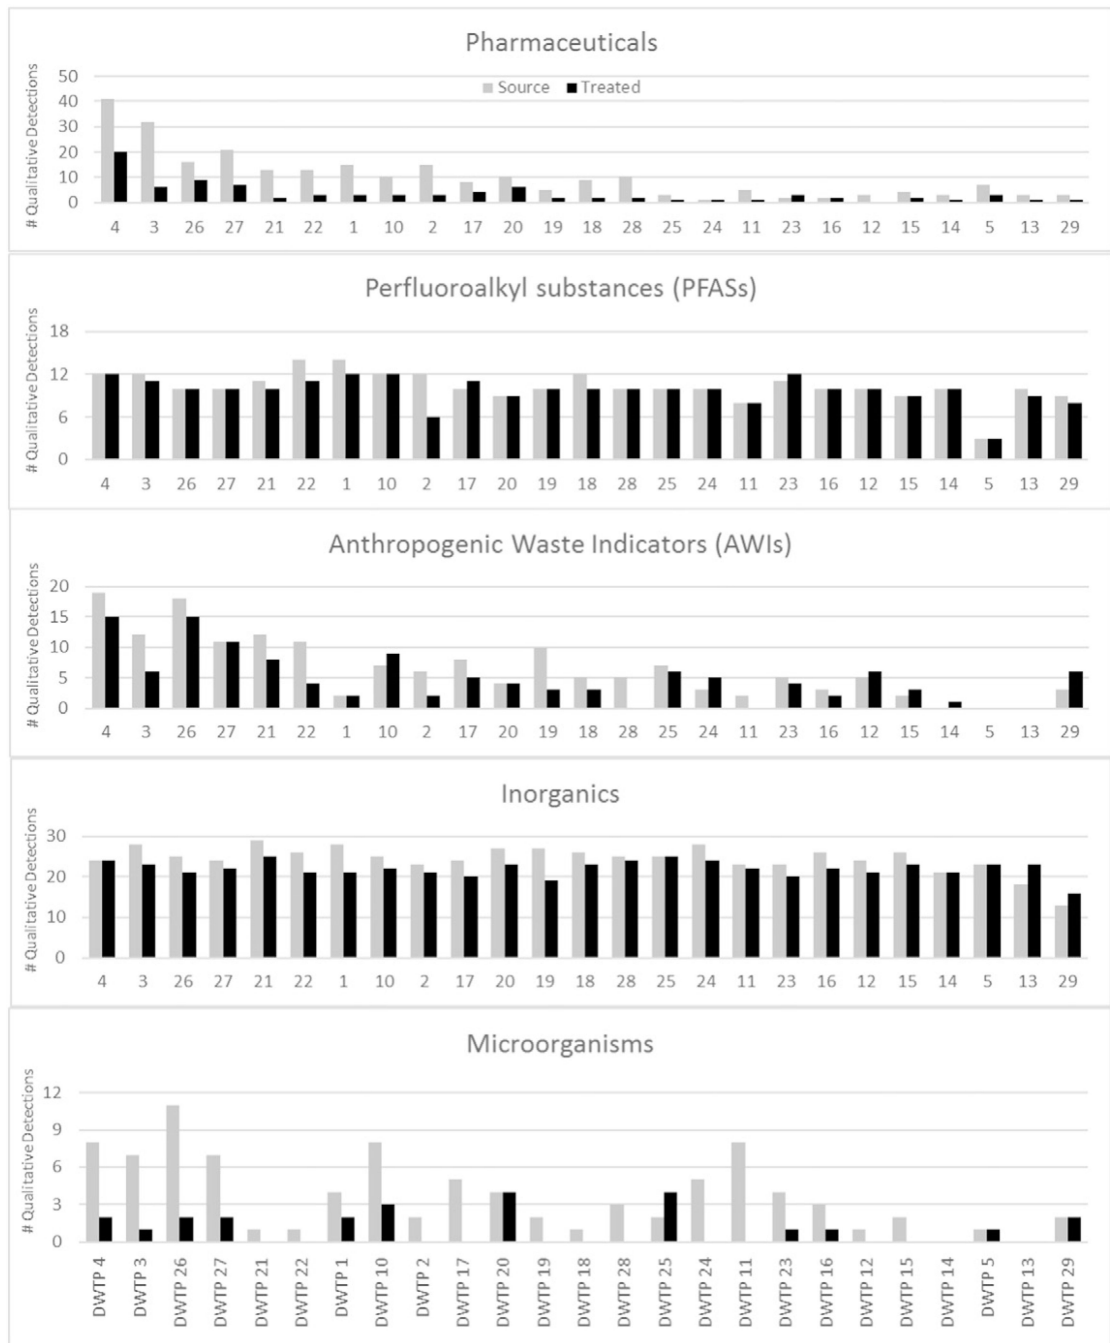 Pharmaceuticals
# Qualitative Detections
50
Source Treated
40
30
20
10
0
4 3 26 27 21 22 1 10 2 17 20 19 18 28 25 24 11 23 16 12 15 14 5 13 29
Perfluoroalkyl substances (PFASs)
# Qualitative Detections
18
12
6
0
4 3 26 27 21 22 1 10 2 17 20 19 18 28 25 24 11 23 16 12 15 14 5 13 29
Anthropogenic Waste Indicators (AWIs)
# Qualitative Detections
20
15
10
5
0
4 3 26 27 21 22 1 10 2 17 20 19 18 28 25 24 11 23 16 12 15 14 5 13 29
Inorganics
# Qualitative Detections
30
20
10
0
4 3 26 27 21 22 1 10 2 17 20 19 18 28 25 24 11 23 16 12 15 14 5 13 29
Microorganisms
# Qualitative Detections
12
9
6
3
0
DWTP 4
DWTP 3
DWTP 26
DWTP 27
DWTP 21
DWTP 22
DWTP 1
DWTP 10
DWTP 2
DWTP 17
DWTP 20
DWTP 19
DWTP 18
DWTP 28
DWTP 25
DWTP 24
DWTP 11
DWTP 23
DWTP 16
DWTP 12
DWTP 15
DWTP 14
DWTP 5
DWTP 13
DWTP 29